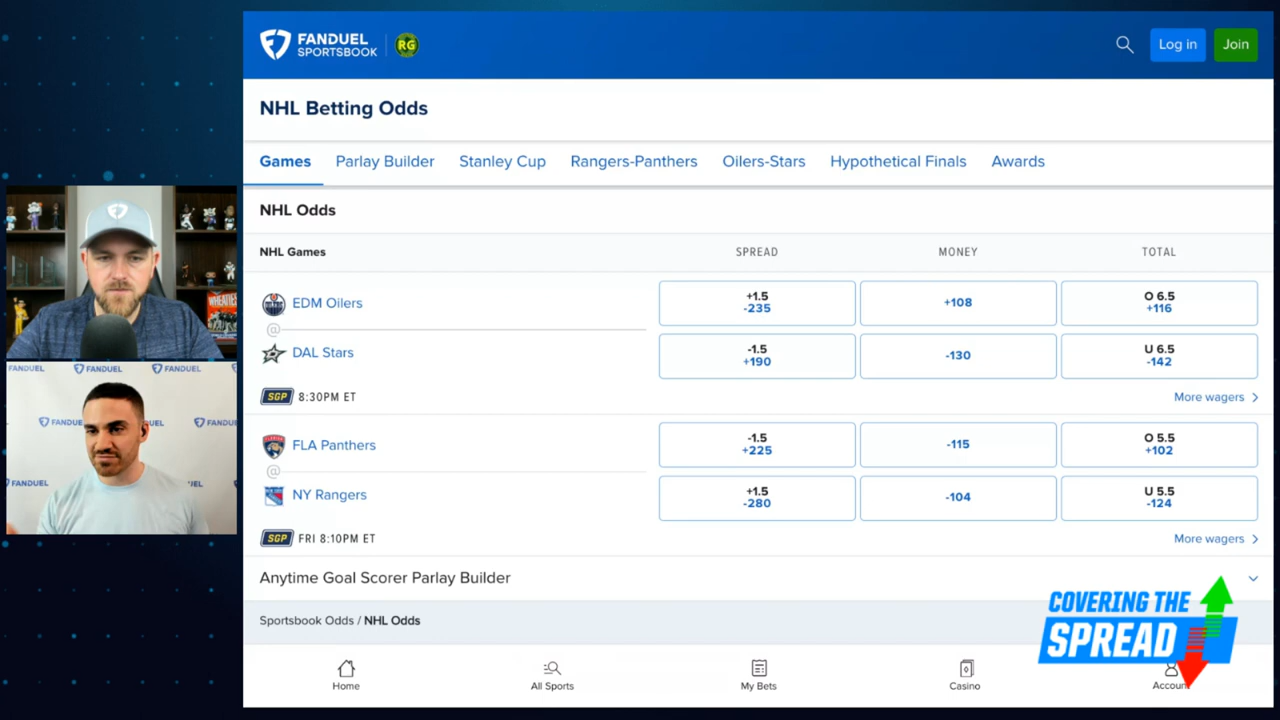 FANDUEL
SPORTSBOOK
RG
Log in
Join
NHL Betting Odds
Games Parlay Builder Stanley Cup Rangers-Panthers Oilers-Stars Hypothetical Finals Awards
NHL Odds
NHL Games SPREAD MONEY TOTAL
EDM Oilers
+1.5
-235
+108
O 6.5
+116
@
DAL Stars
-1.5
+190
-130
U 6.5
-142
SGP 8:30PM ET
More wagers
FLA Panthers
-1.5
+225
-115
O 5.5
+102
@
NY Rangers
+1.5
-280
-104
U 5.5
-124
SGP FRI 8:10PM ET
More wagers
Anytime Goal Scorer Parlay Builder
Sportsbook Odds / NHL Odds
Home All Sports My Bets Casino Account
COVERING THE
SPREAD
WHEATIES
FANDUEL FANDUEL FANDUEL
FANDUEL UEL FANDU
FANDUEL UEL